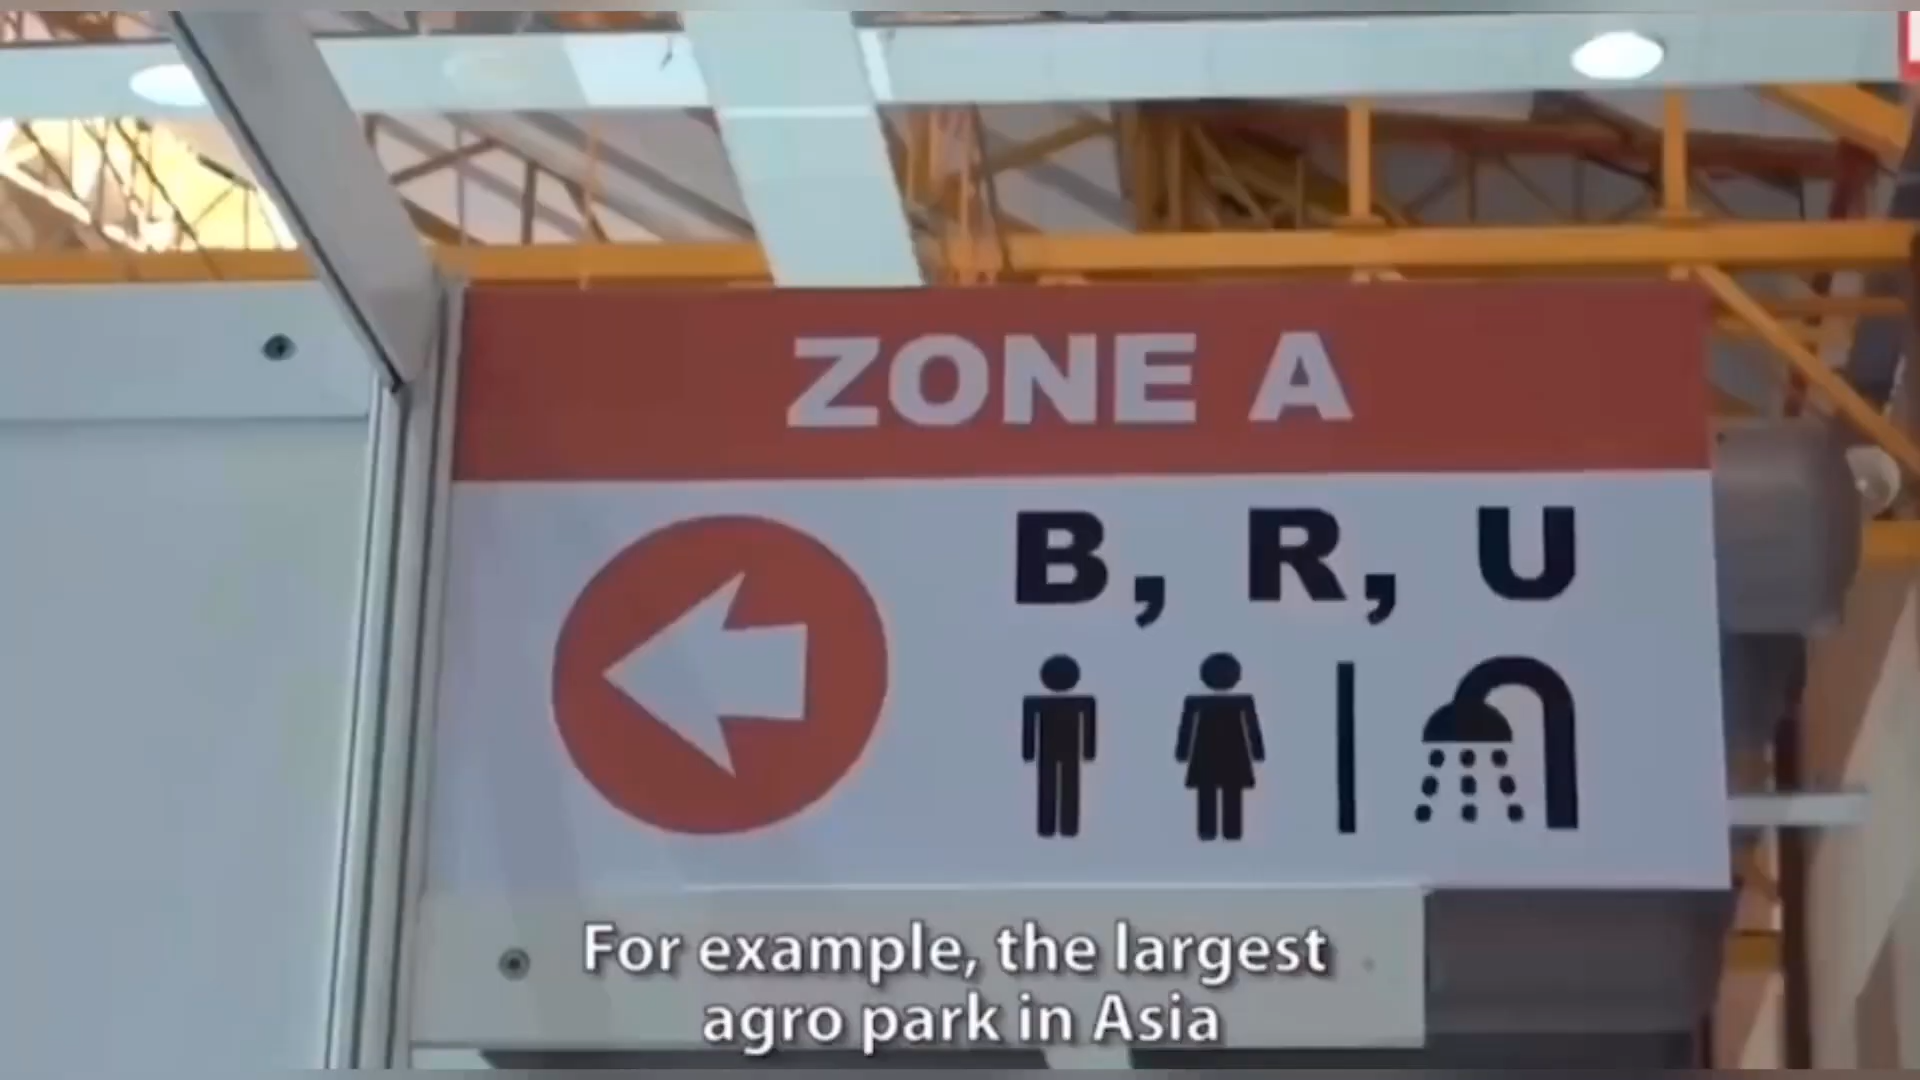 ZONE A
B, R, U
For example, the largest
agro park in Asia